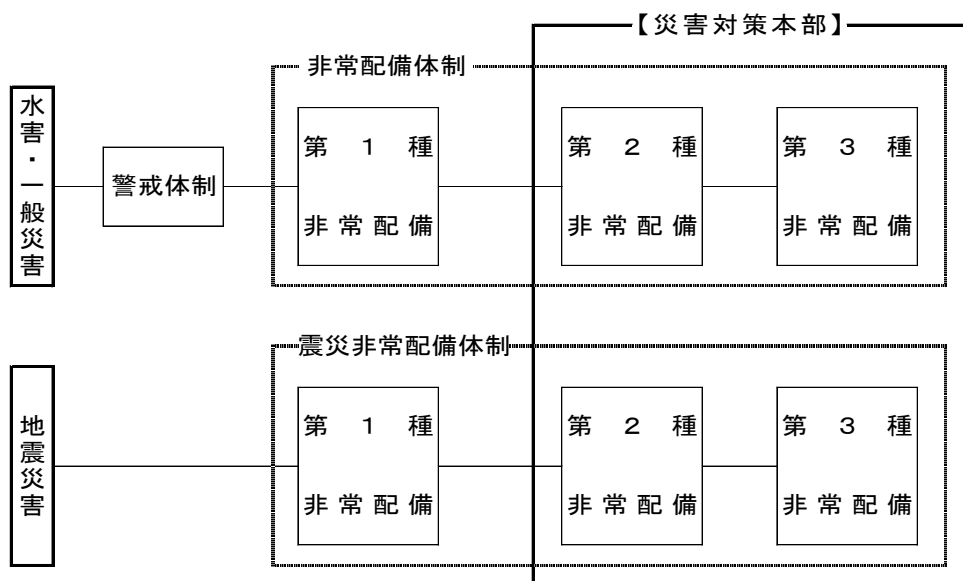 【災害対策本部】
非常配備体制
水害・一般災害
警戒体制
第1種
非常配備
第2種
非常配備
第3種
非常配備
震災非常配備体制
地震災害
第1種
非常配備
第2種
非常配備
第3種
非常配備